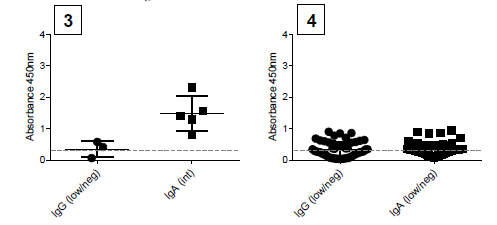 3
Absorbance 450nm
4
3
2
1
0
IgG (low/neg)
IgA (int)
4
Absorbance 450nm
4
3
2
1
0
IgG (low/neg)
IgA (low/neg)